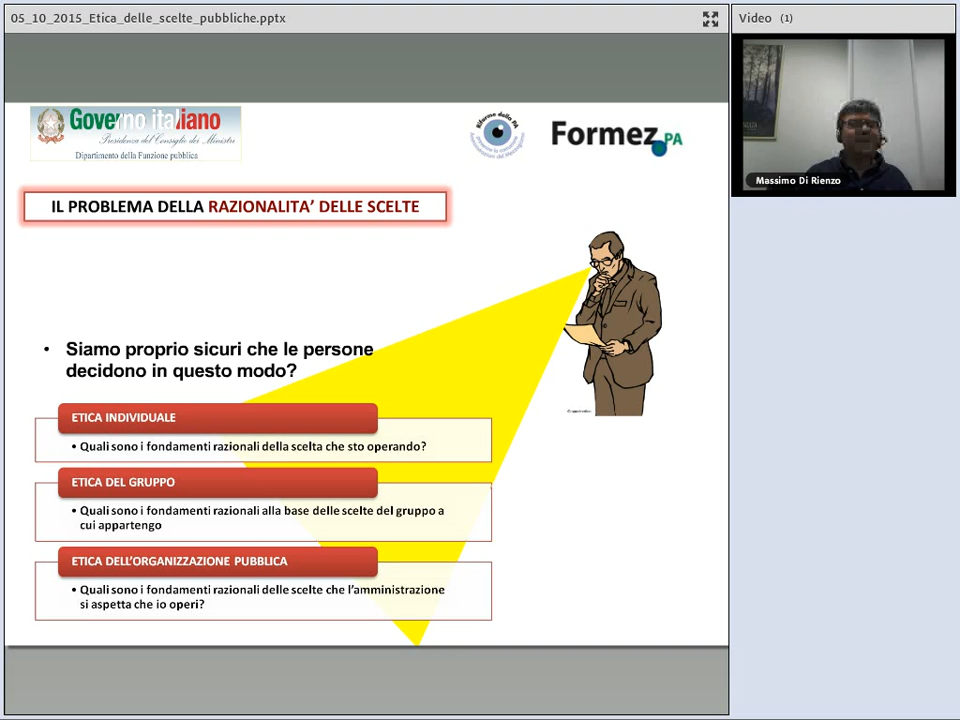 05_10_2015_Etica_delle_scelte_pubbliche.pptx
Video (1)
Governo italiano
Presidenza del Consiglio dei Ministri
Dipartimento della Funzione pubblica
Riforme della PA
Formez PA
Massimo Di Rienzo
IL PROBLEMA DELLA RAZIONALITA’ DELLE SCELTE
• Siamo proprio sicuri che le persone
decidono in questo modo?
ETICA INDIVIDUALE
• Quali sono i fondamenti razionali della scelta che sto operando?
ETICA DEL GRUPPO
• Quali sono i fondamenti razionali alla base delle scelte del gruppo a
cui appartengo
ETICA DELL’ORGANIZZAZIONE PUBBLICA
• Quali sono i fondamenti razionali delle scelte che l’amministrazione
si aspetta che io operi?